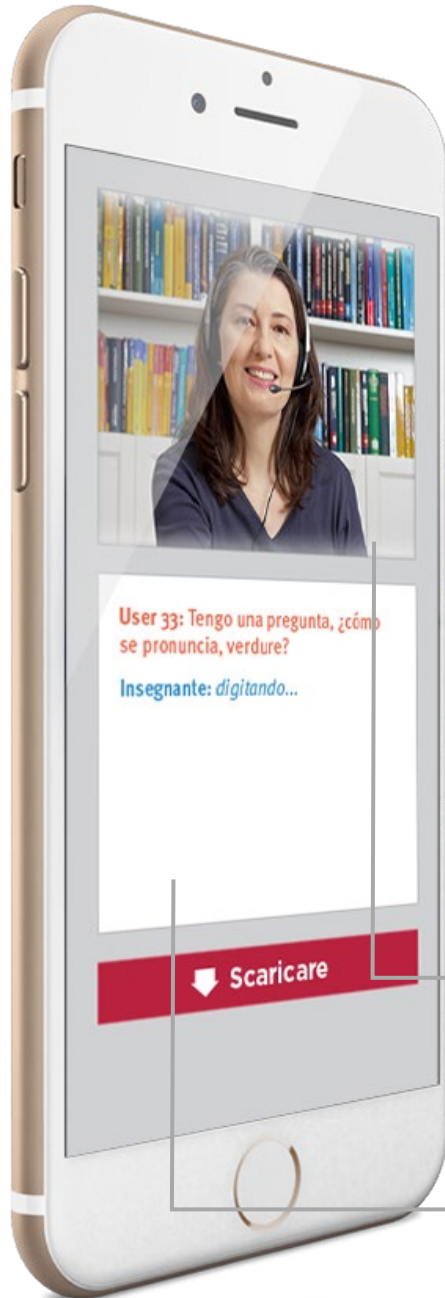 User 33: Tengo una pregunta, ¿cómo
se pronuncia, verdure?
Insegnante: digitando...
Scaricare